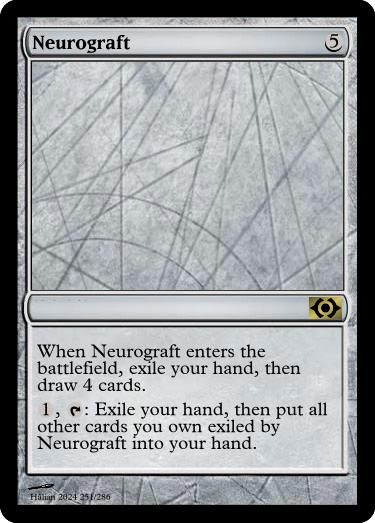 Neurograft 5
When Neurograft enters the
battlefield, exile your hand, then
draw 4 cards.
1, : Exile your hand, then put all
other cards you own exiled by
Neurograft into your hand.
Hálian 2024 251/286